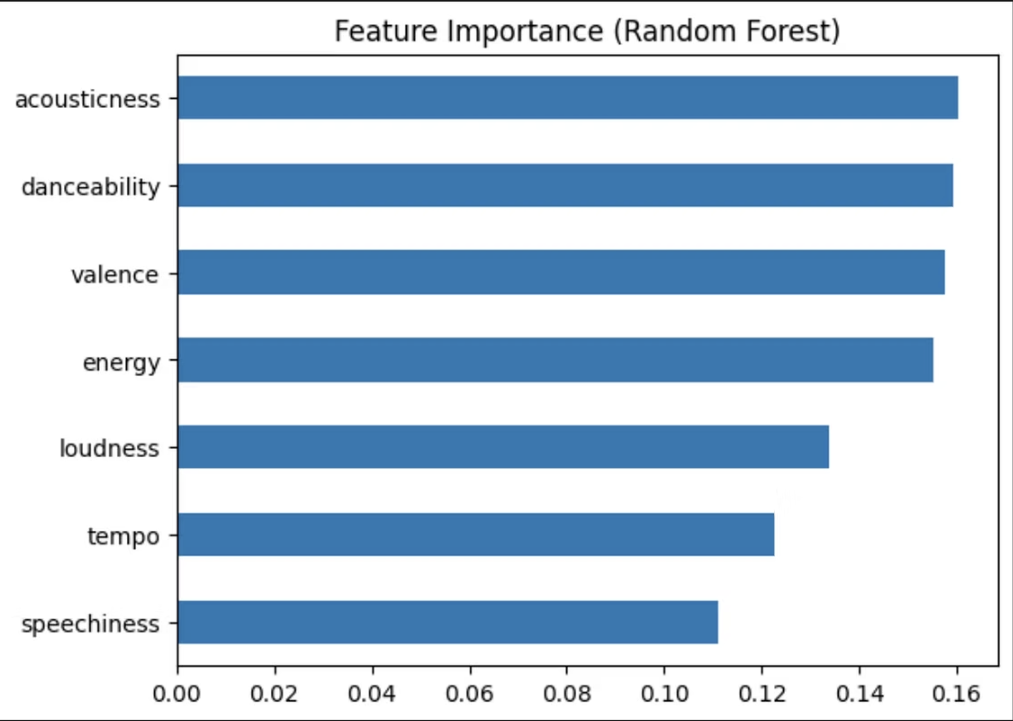 Feature Importance (Random Forest)
acousticness
danceability
valence
energy
loudness
tempo
speechiness
0.00 0.02 0.04 0.06 0.08 0.10 0.12 0.14 0.16